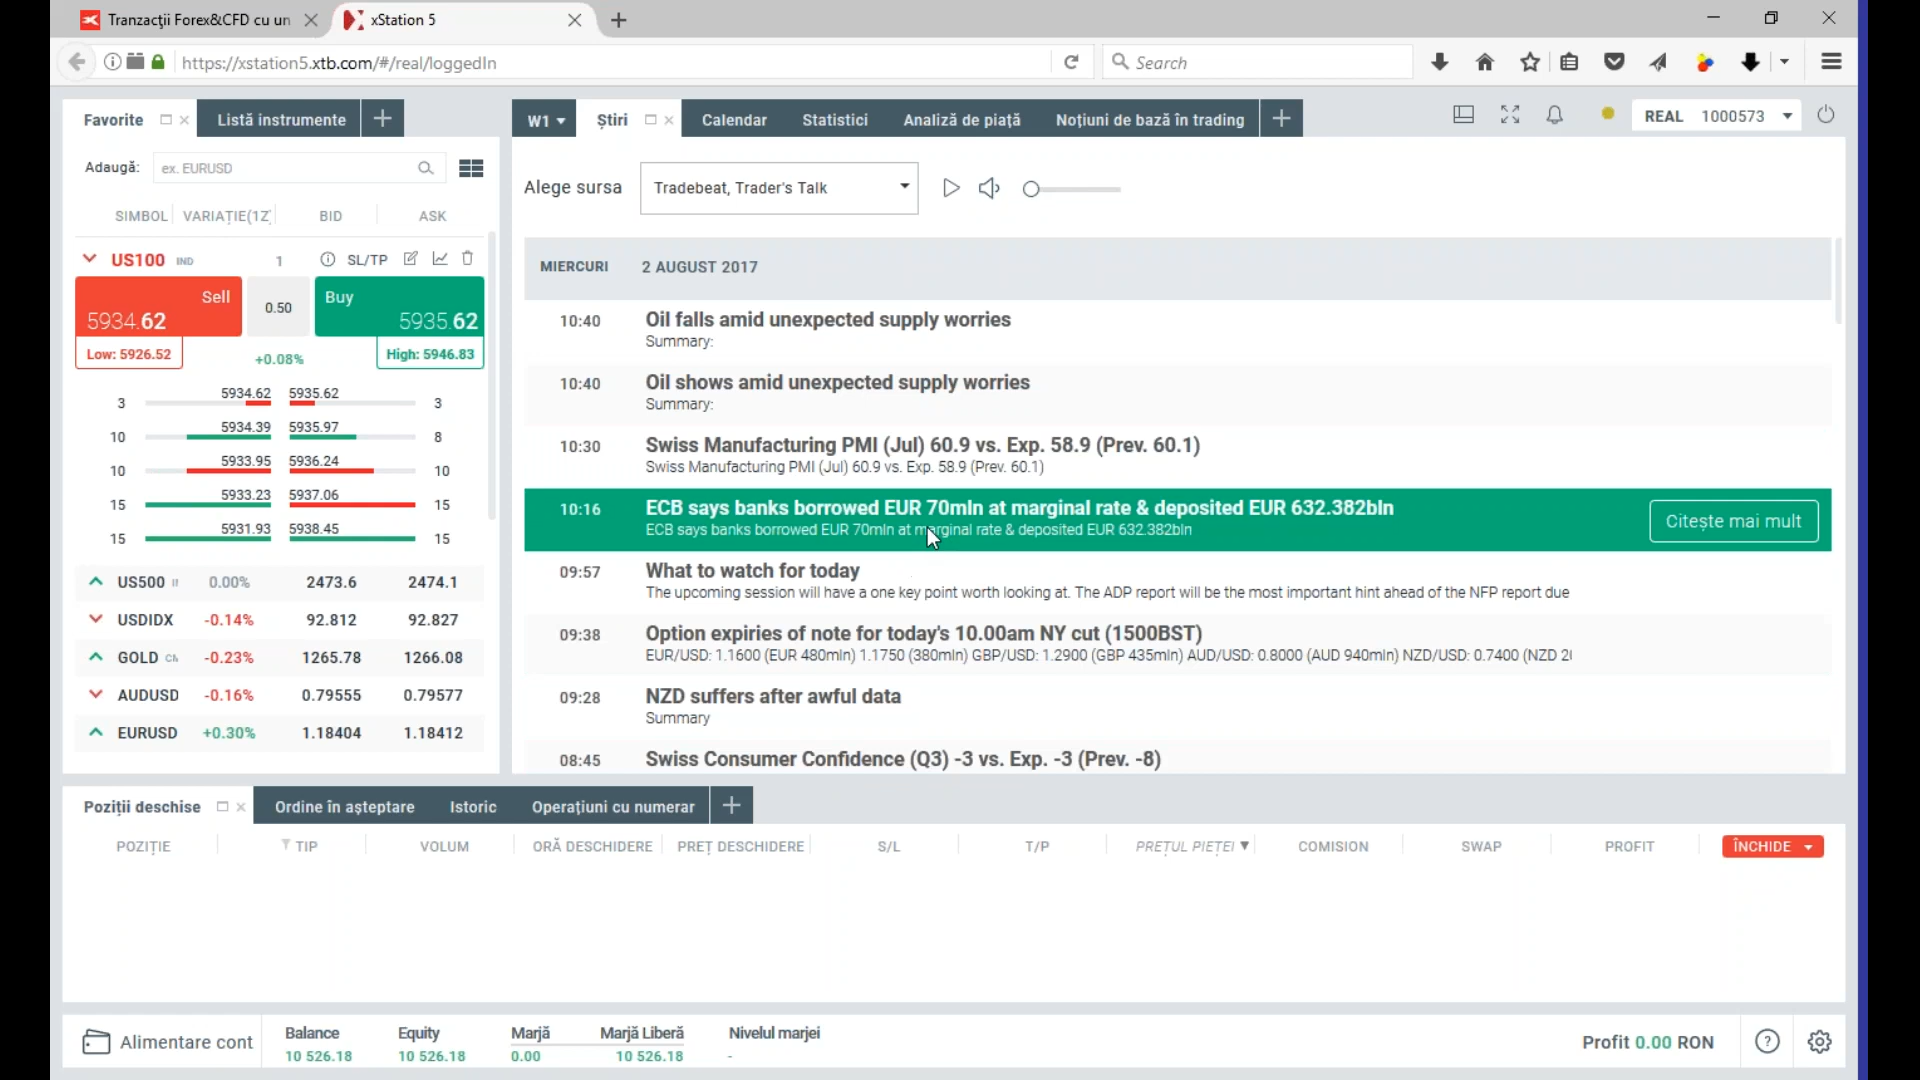 Tranzacții Forex&CFD cu un
xStation 5
https://xstation5.xtb.com/#/real/loggedIn
Search
Favorite
Listă instrumente
W1
Știri
Calendar
Statistici
Analiză de piață
Noțiuni de bază în trading
REAL 1000573
Adaugă:
ex. EURUSD
Alege sursa
Tradebeat, Trader's Talk
SIMBOL VARIAȚIE(1Z) BID ASK
US100 IND 1 SL/TP
Sell
5934.62
0.50
Buy
5935.62
Low: 5926.52
+0.08%
High: 5946.83
3 5934.62 5935.62 3
10 5934.39 5935.97 8
10 5933.95 5936.24 10
15 5933.23 5937.06 15
15 5931.93 5938.45 15
US500 0.00% 2473.6 2474.1
USDIDX -0.14% 92.812 92.827
GOLD -0.23% 1265.78 1266.08
AUDUSD -0.16% 0.79555 0.79577
EURUSD +0.30% 1.18404 1.18412
MIERCURI 2 AUGUST 2017
10:40 Oil falls amid unexpected supply worries
Summary:
10:40 Oil shows amid unexpected supply worries
Summary:
10:30 Swiss Manufacturing PMI (Jul) 60.9 vs. Exp. 58.9 (Prev. 60.1)
Swiss Manufacturing PMI (Jul) 60.9 vs. Exp. 58.9 (Prev. 60.1)
10:16 ECB says banks borrowed EUR 70mln at marginal rate & deposited EUR 632.382bln
ECB says banks borrowed EUR 70mln at marginal rate & deposited EUR 632.382bln
Citește mai mult
09:57 What to watch for today
The upcoming session will have a one key point worth looking at. The ADP report will be the most important hint ahead of the NFP report due
09:38 Option expiries of note for today's 10.00am NY cut (1500BST)
EUR/USD: 1.1600 (EUR 480mln) 1.1750 (380mln) GBP/USD: 1.2900 (GBP 435mln) AUD/USD: 0.8000 (AUD 940mln) NZD/USD: 0.7400 (NZD
09:28 NZD suffers after awful data
Summary
08:45 Swiss Consumer Confidence (Q3) -3 vs. Exp. -3 (Prev. -8)
Poziții deschise
Ordine în așteptare
Istoric
Operațiuni cu numerar
POZIȚIE TIP VOLUM ORĂ DESCHIDERE PREȚ DESCHIDERE S/L T/P PREȚUL PIEȚEI COMISION SWAP PROFIT ÎNCHIDE
Alimentare cont
Balance Equity Marjă Marjă Liberă Nivelul marjei
10 526.18 10 526.18 0.00 10 526.18 -
Profit 0.00 RON